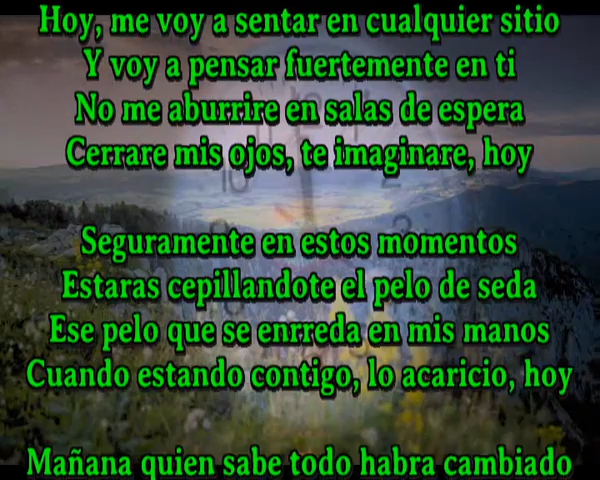 Hoy, me voy a sentar en cualquier sitio
Y voy a pensar fuertemente en ti
No me aburrire en salas de espera
Cerrare mis ojos, te imaginare, hoy
Seguramente en estos momentos
Estaras cepillandote el pelo de seda
Ese pelo que se enrreda en mis manos
Cuando estando contigo, lo acaricio, hoy
Mañana quien sabe todo habra cambiado